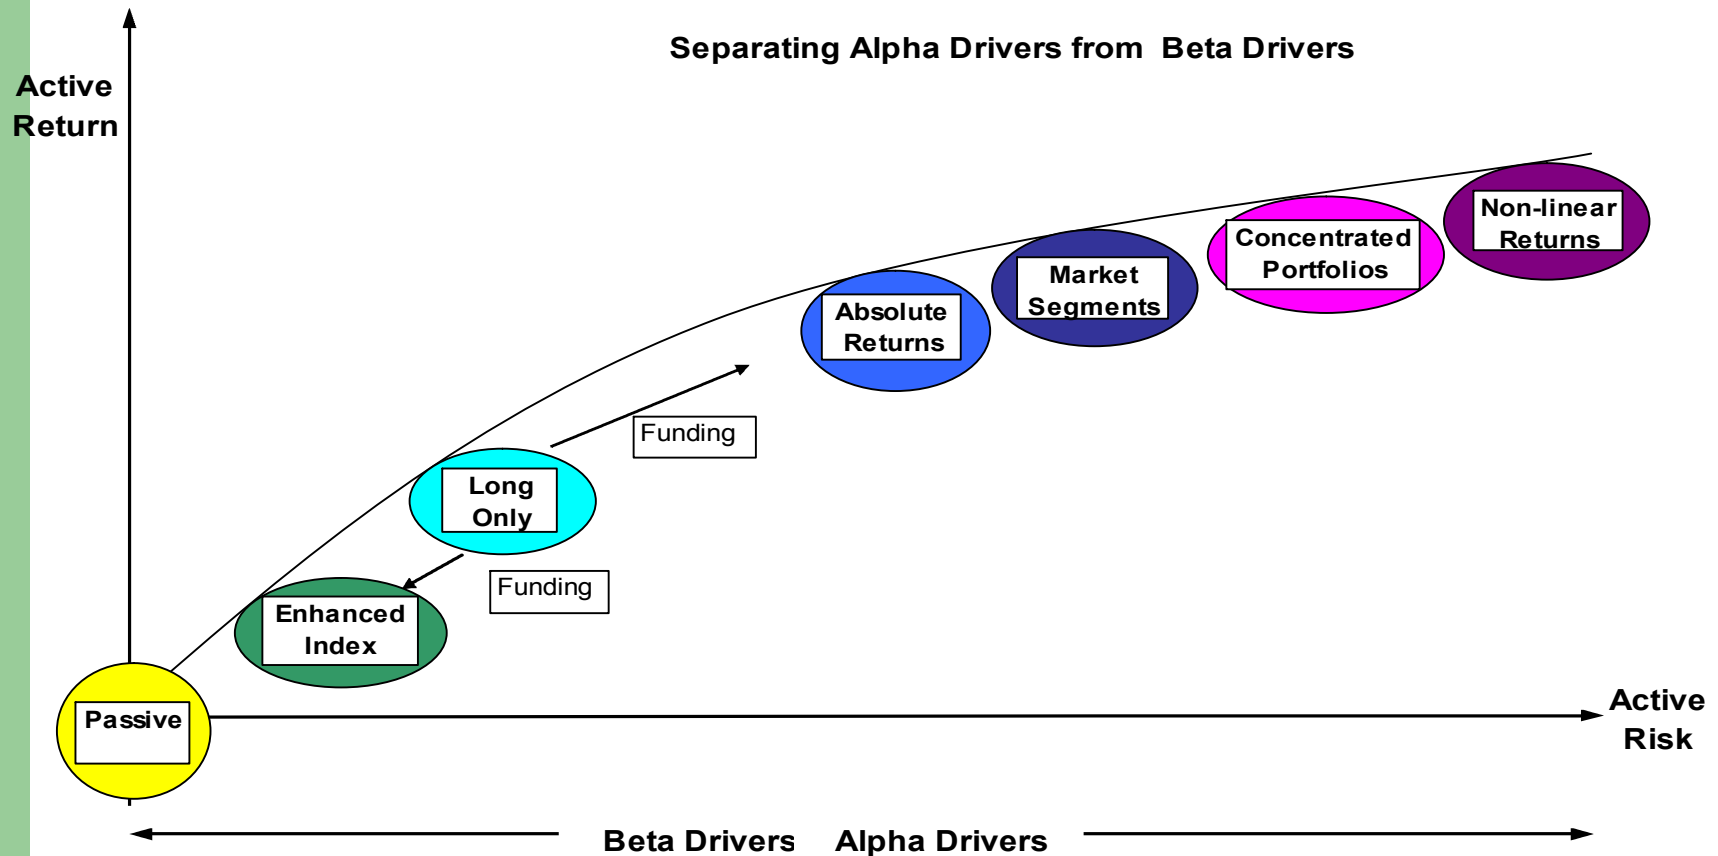 Separating Alpha Drivers from Beta Drivers
Active
Return
Non-linear
Returns
Concentrated
Portfolios
Market
Segments
Absolute
Returns
Funding
Long
Only
Funding
Enhanced
Index
Passive
Active
Risk
Beta Drivers Alpha Drivers